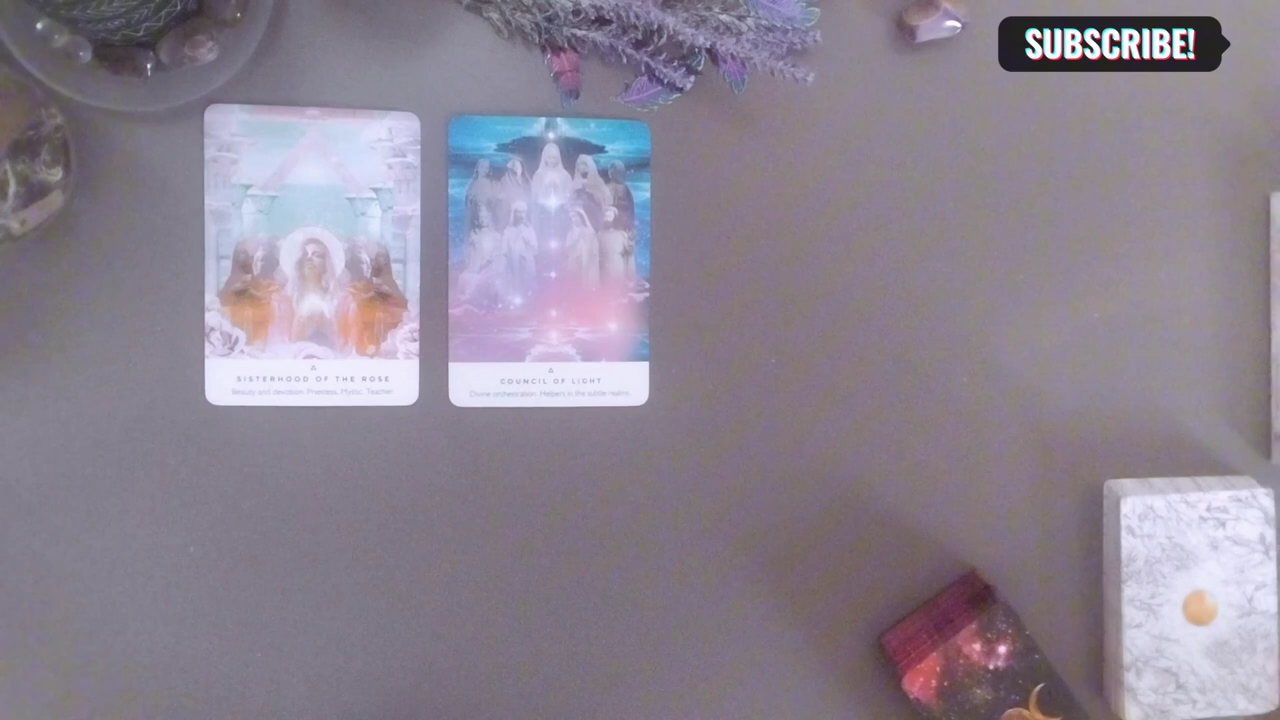 SUBSCRIBE!
SISTERHOOD OF THE ROSE
Beauty and devotion. Priestess. Mystic. Teacher.
COUNCIL OF LIGHT
Divine orchestration. Helpers in the subtle realms.